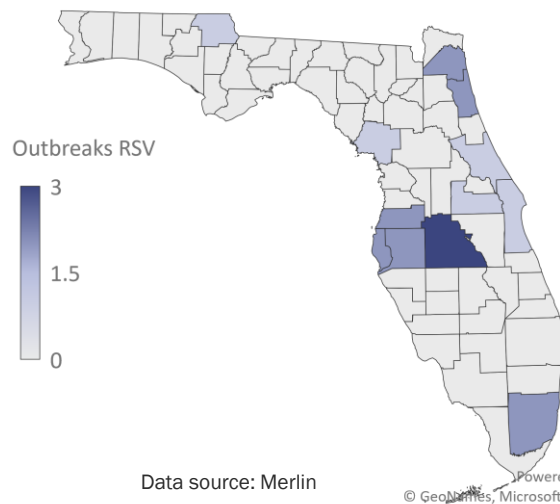 Outbreaks RSV
3
1.5
0
Data source: Merlin
Powere
© GeoNames, Microsoft